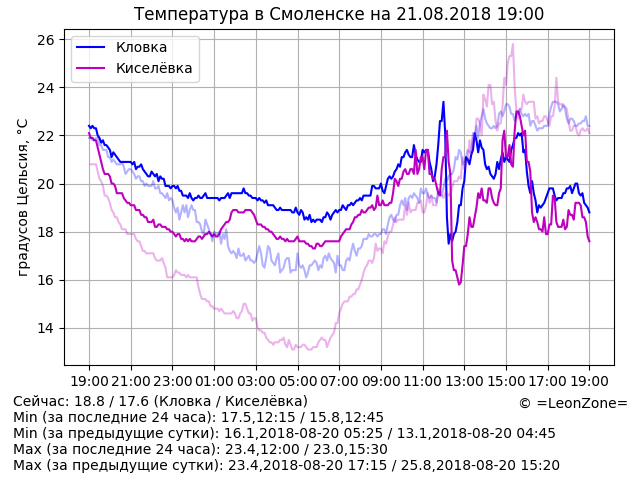 Температура в Смоленске на 21.08.2018 19:00
Кловка
Киселёвка
градусов Цельсия, °C
26
24
22
20
18
16
14
19:00 21:00 23:00 01:00 03:00 05:00 07:00 09:00 11:00 13:00 15:00 17:00 19:00
Сейчас: 18.8 / 17.6 (Кловка / Киселёвка)
© =LeonZone=
Min (за последние 24 часа): 17.5,12:15 / 15.8,12:45
Min (за предыдущие сутки): 16.1,2018-08-20 05:25 / 13.1,2018-08-20 04:45
Max (за последние 24 часа): 23.4,12:00 / 23.0,15:30
Max (за предыдущие сутки): 23.4,2018-08-20 17:15 / 25.8,2018-08-20 15:20